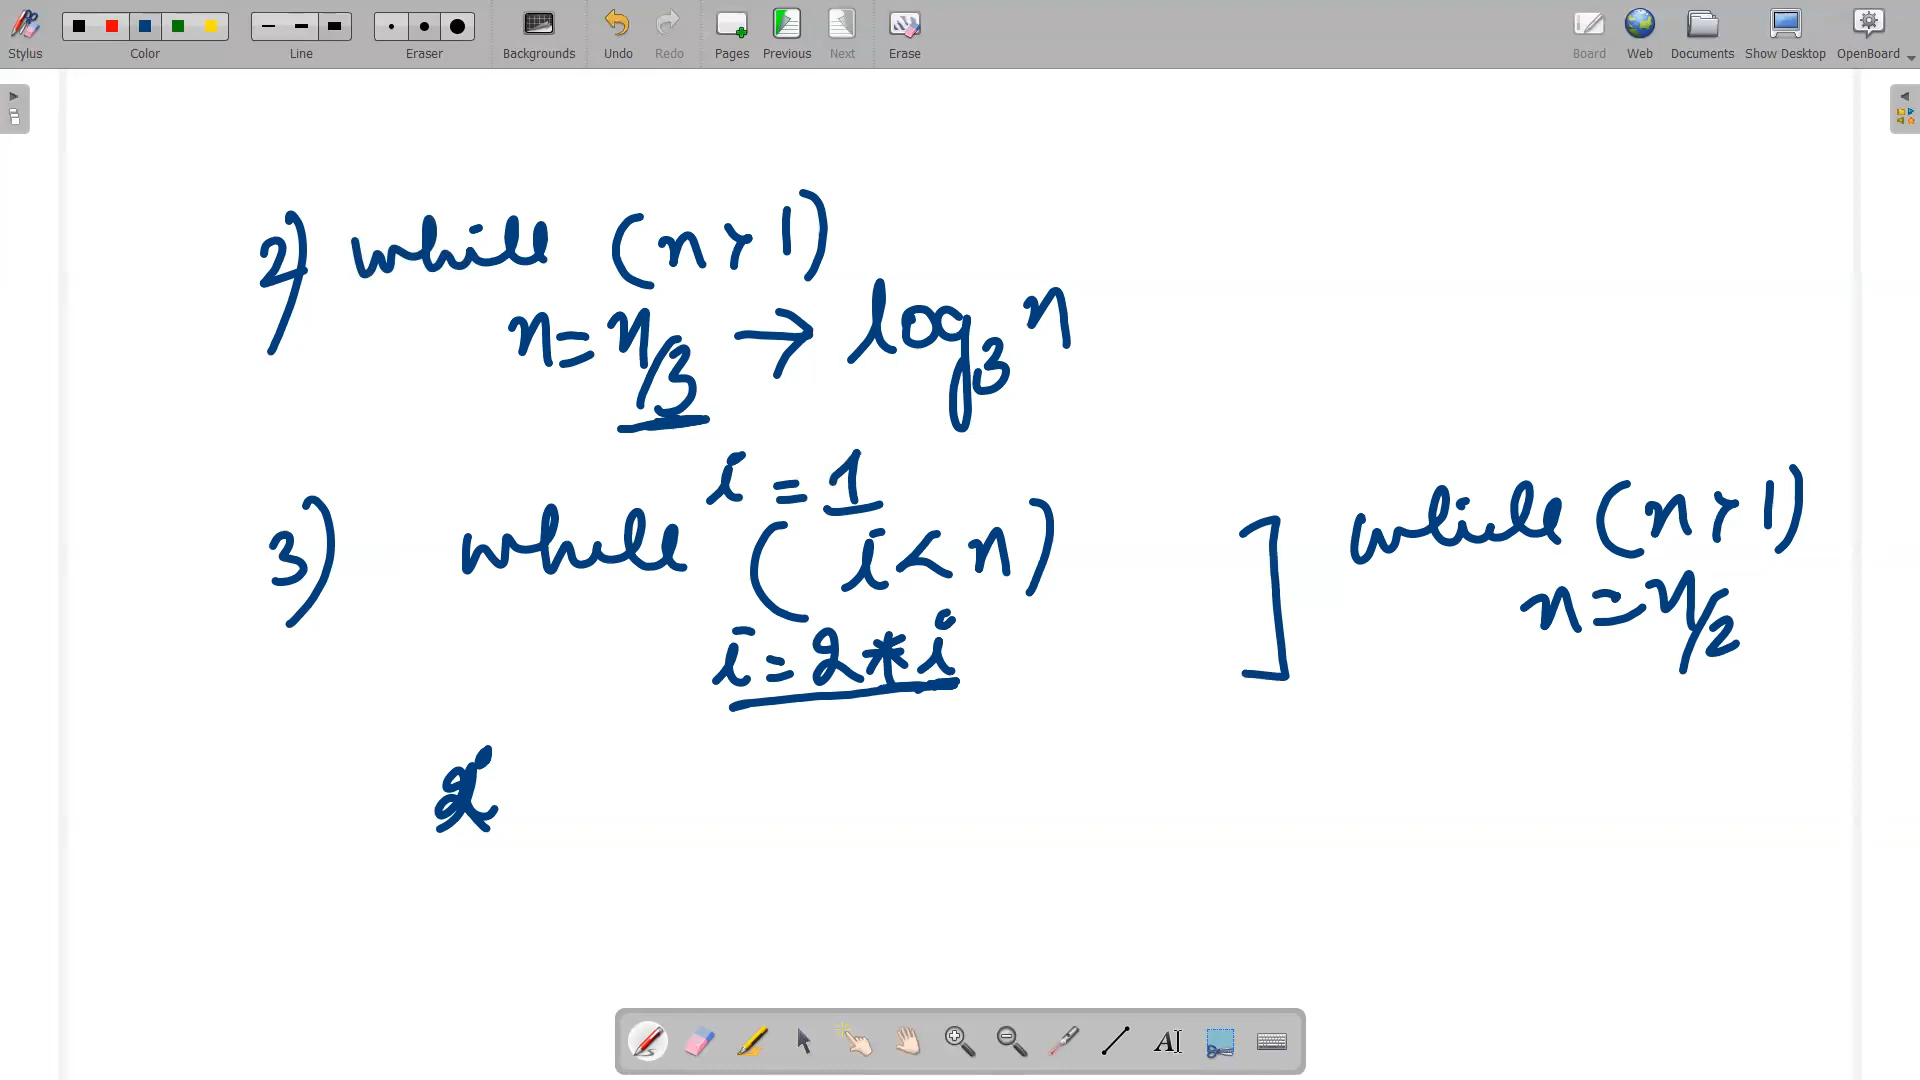 Stylus Color Line Eraser Backgrounds Undo Redo Pages Previous Next Erase Board Web Documents Show Desktop OpenBoard
2) while (n>1)
n=n/3 → log₃ n
i = 1
3) while ( i<n)
i=2*i
while (n>1)
n=n/2